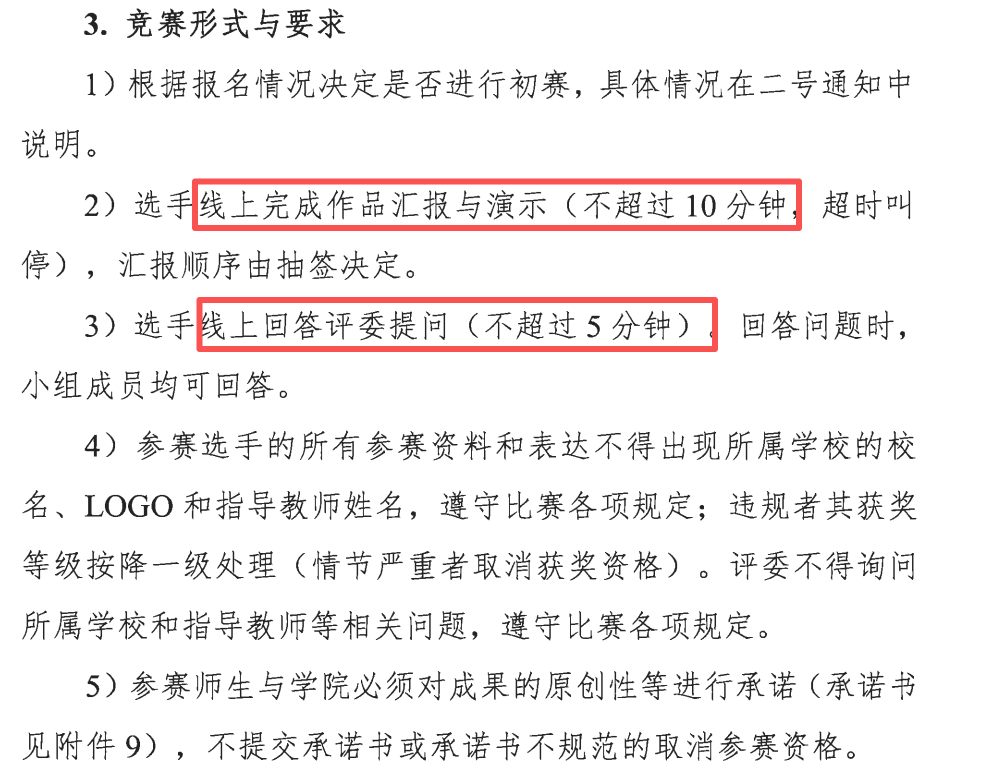 3. 竞赛形式与要求
1）根据报名情况决定是否进行初赛，具体情况在二号通知中
说明。
2）选手线上完成作品汇报与演示（不超过 10 分钟，超时叫
停），汇报顺序由抽签决定。
3）选手线上回答评委提问（不超过 5 分钟）。回答问题时，
小组成员均可回答。
4）参赛选手的所有参赛资料和表达不得出现所属学校的校
名、LOGO 和指导教师姓名，遵守比赛各项规定；违规者其获奖
等级按降一级处理（情节严重者取消获奖资格）。评委不得询问
所属学校和指导教师等相关问题，遵守比赛各项规定。
5）参赛师生与学院必须对成果的原创性等进行承诺（承诺书
见附件 9），不提交承诺书或承诺书不规范的取消参赛资格。